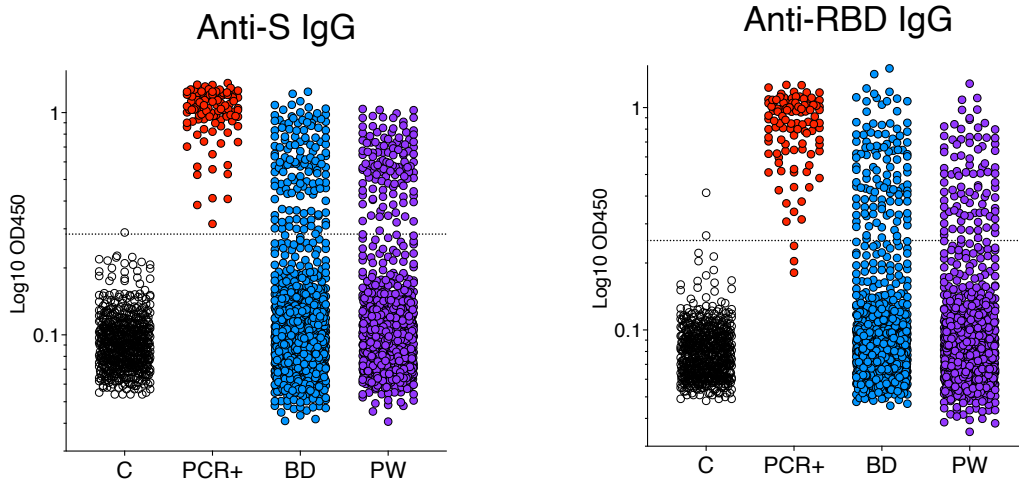 Anti-S IgG
Log10 OD450
1
0.1
C PCR+ BD PW
Anti-RBD IgG
Log10 OD450
1
0.1
C PCR+ BD PW